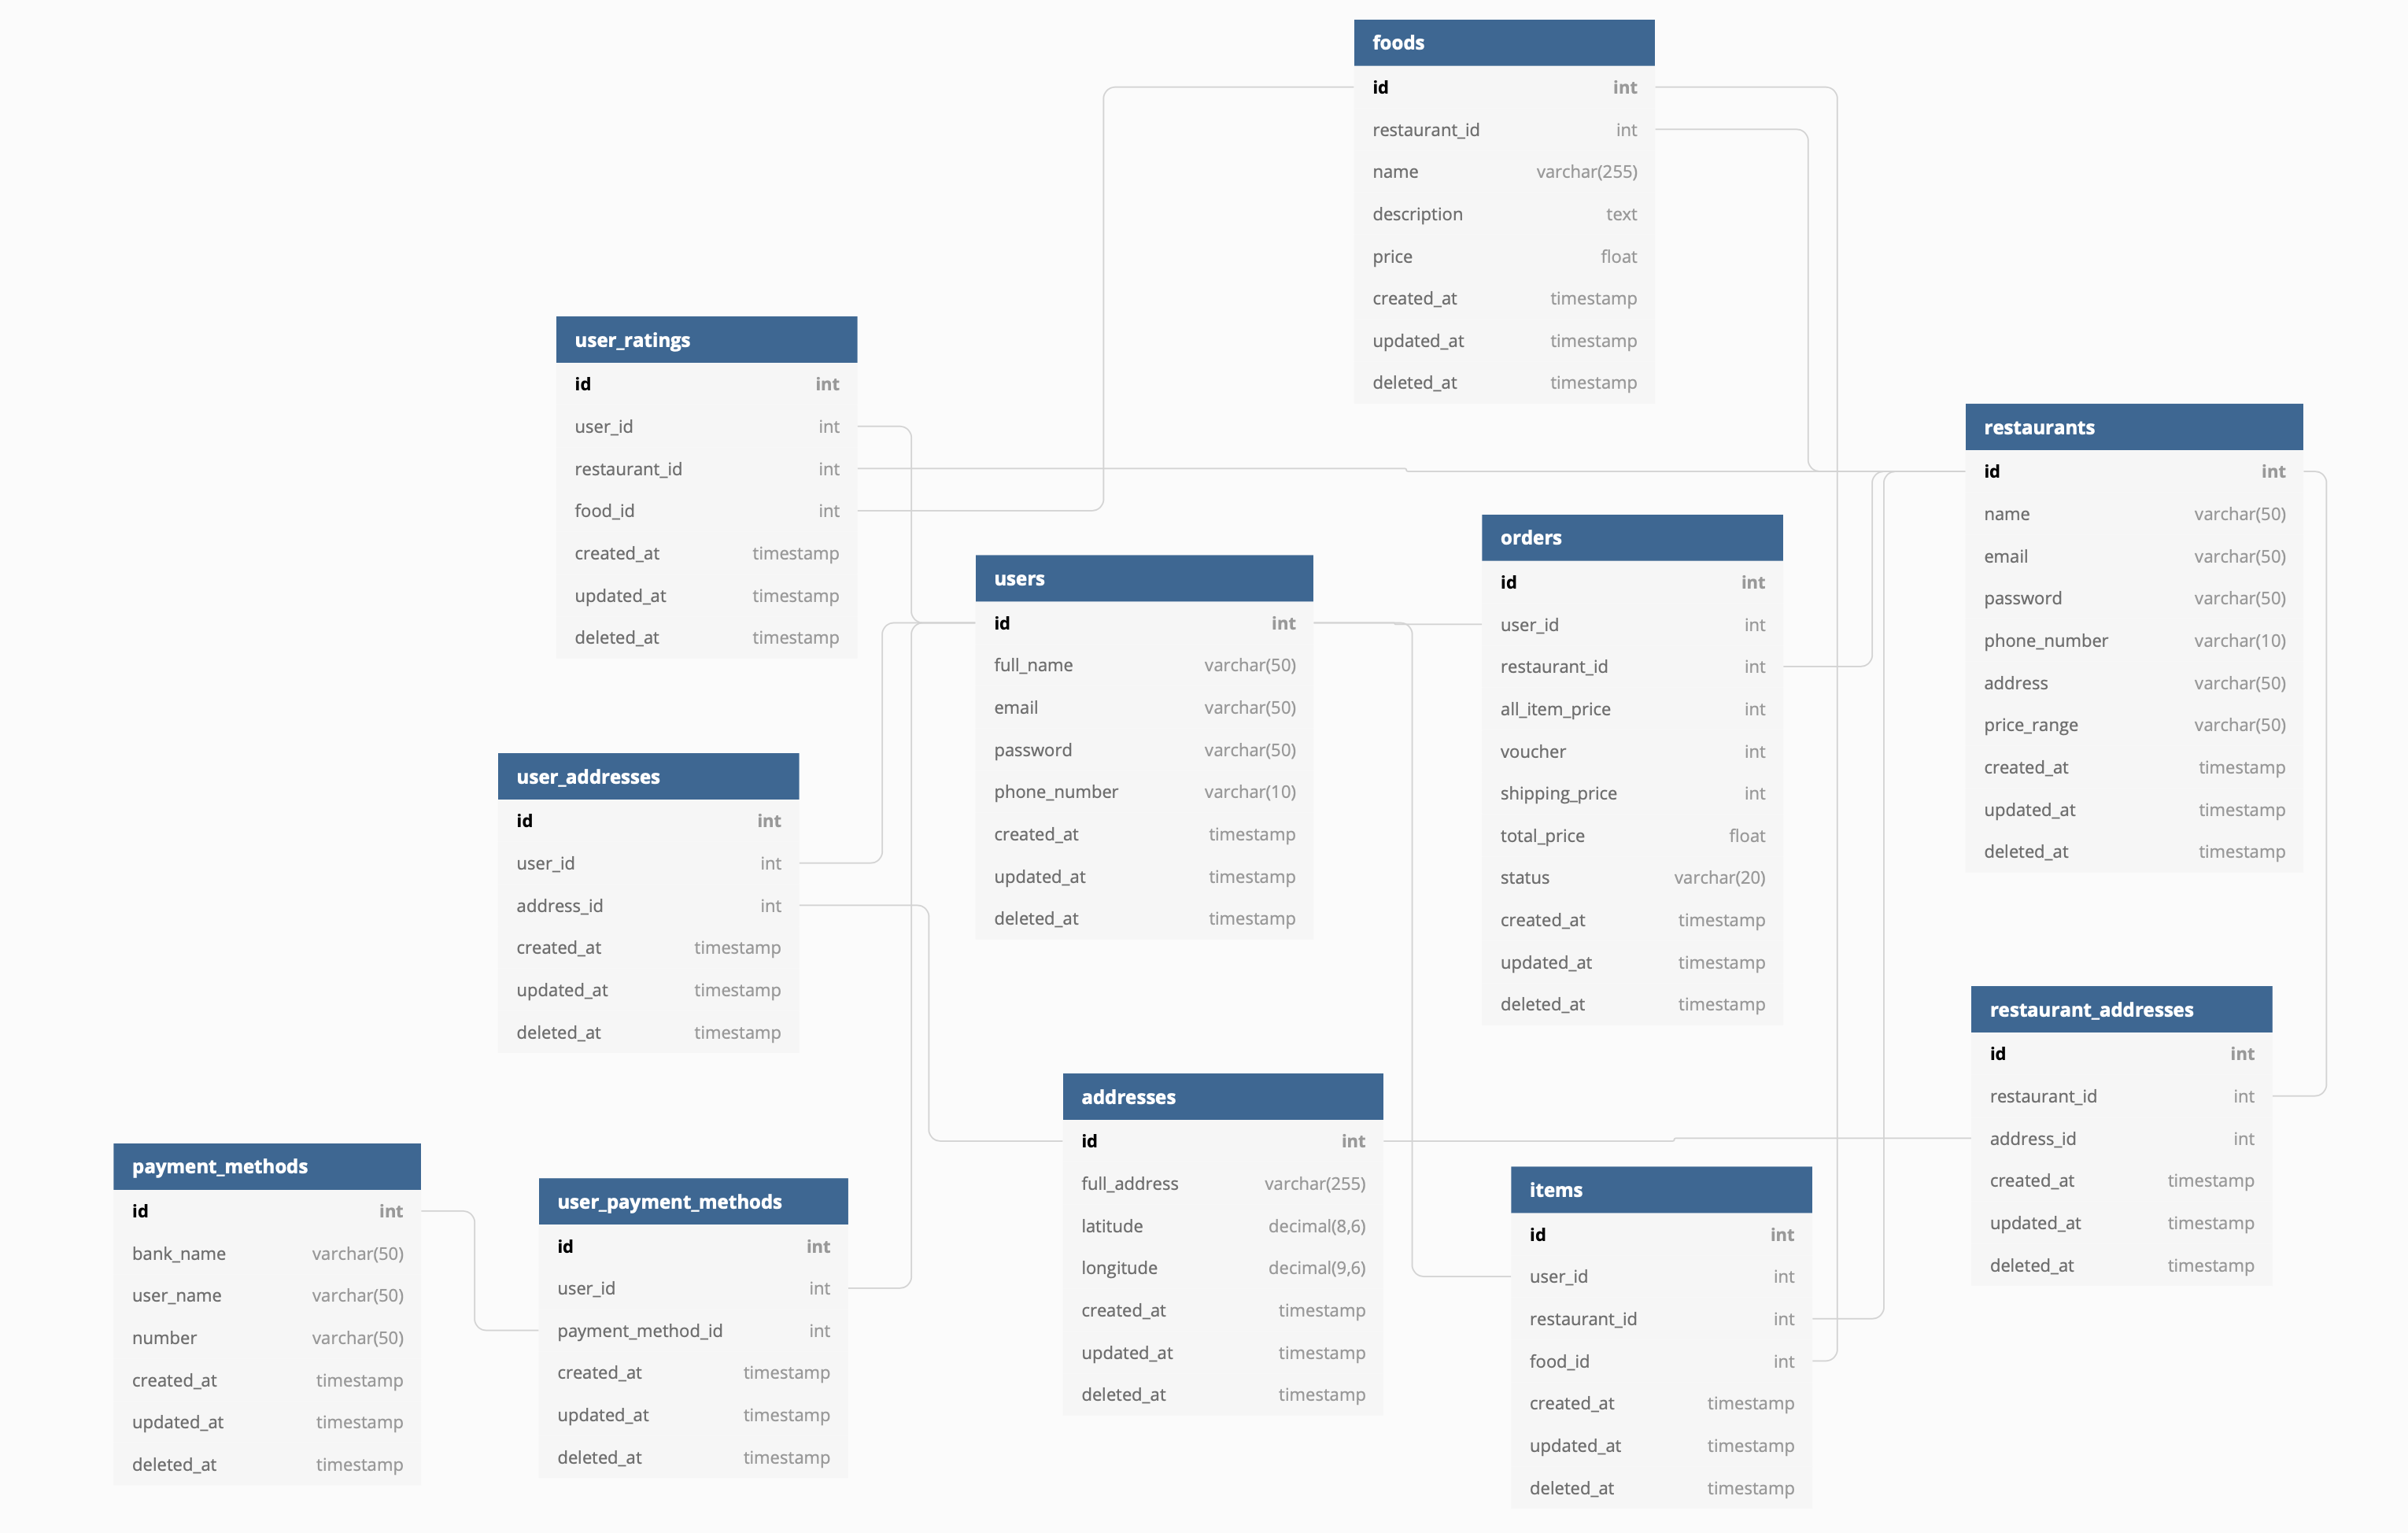 foods
id int
restaurant_id int
name varchar(255)
description text
price float
created_at timestamp
updated_at timestamp
deleted_at timestamp
user_ratings
id int
user_id int
restaurant_id int
food_id int
created_at timestamp
updated_at timestamp
deleted_at timestamp
restaurants
id int
name varchar(50)
email varchar(50)
password varchar(50)
phone_number varchar(10)
address varchar(50)
price_range varchar(50)
created_at timestamp
updated_at timestamp
deleted_at timestamp
orders
id int
user_id int
restaurant_id int
all_item_price int
voucher int
shipping_price int
total_price float
status varchar(20)
created_at timestamp
updated_at timestamp
deleted_at timestamp
users
id int
full_name varchar(50)
email varchar(50)
password varchar(50)
phone_number varchar(10)
created_at timestamp
updated_at timestamp
deleted_at timestamp
user_addresses
id int
user_id int
address_id int
created_at timestamp
updated_at timestamp
deleted_at timestamp
restaurant_addresses
id int
restaurant_id int
address_id int
created_at timestamp
updated_at timestamp
deleted_at timestamp
addresses
id int
full_address varchar(255)
latitude decimal(8,6)
longitude decimal(9,6)
created_at timestamp
updated_at timestamp
deleted_at timestamp
payment_methods
id int
bank_name varchar(50)
user_name varchar(50)
number varchar(50)
created_at timestamp
updated_at timestamp
deleted_at timestamp
user_payment_methods
id int
user_id int
payment_method_id int
created_at timestamp
updated_at timestamp
deleted_at timestamp
items
id int
user_id int
restaurant_id int
food_id int
created_at timestamp
updated_at timestamp
deleted_at timestamp